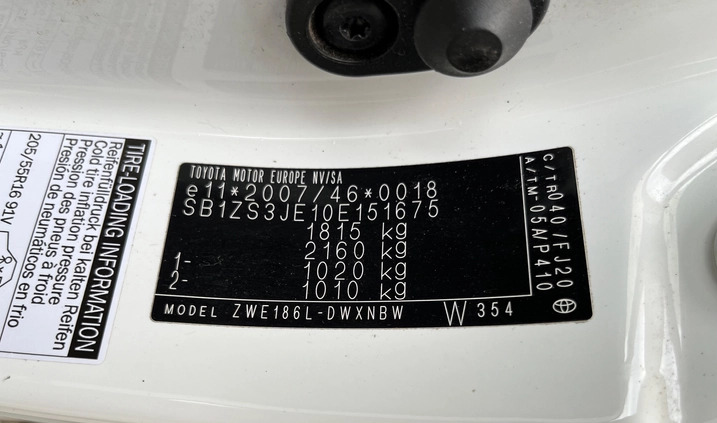 TOYOTA MOTOR EUROPE NV/SA
e11*2007/46*0018
SB1ZS3JE10E151675
1815 kg
2160 kg
1- 1020 kg
2- 1010 kg
MODEL ZWE186L-DWXNBW W 354
C/TR040/FJ20
A/TM-05A/P410
TIRE-LOADING INFORMATION
Reifenfülldruck bei kalten Reifen
Cold tire inflation pressure
Pression des pneus à froid
Presión de neumáticos en frio
205/55R16 91V